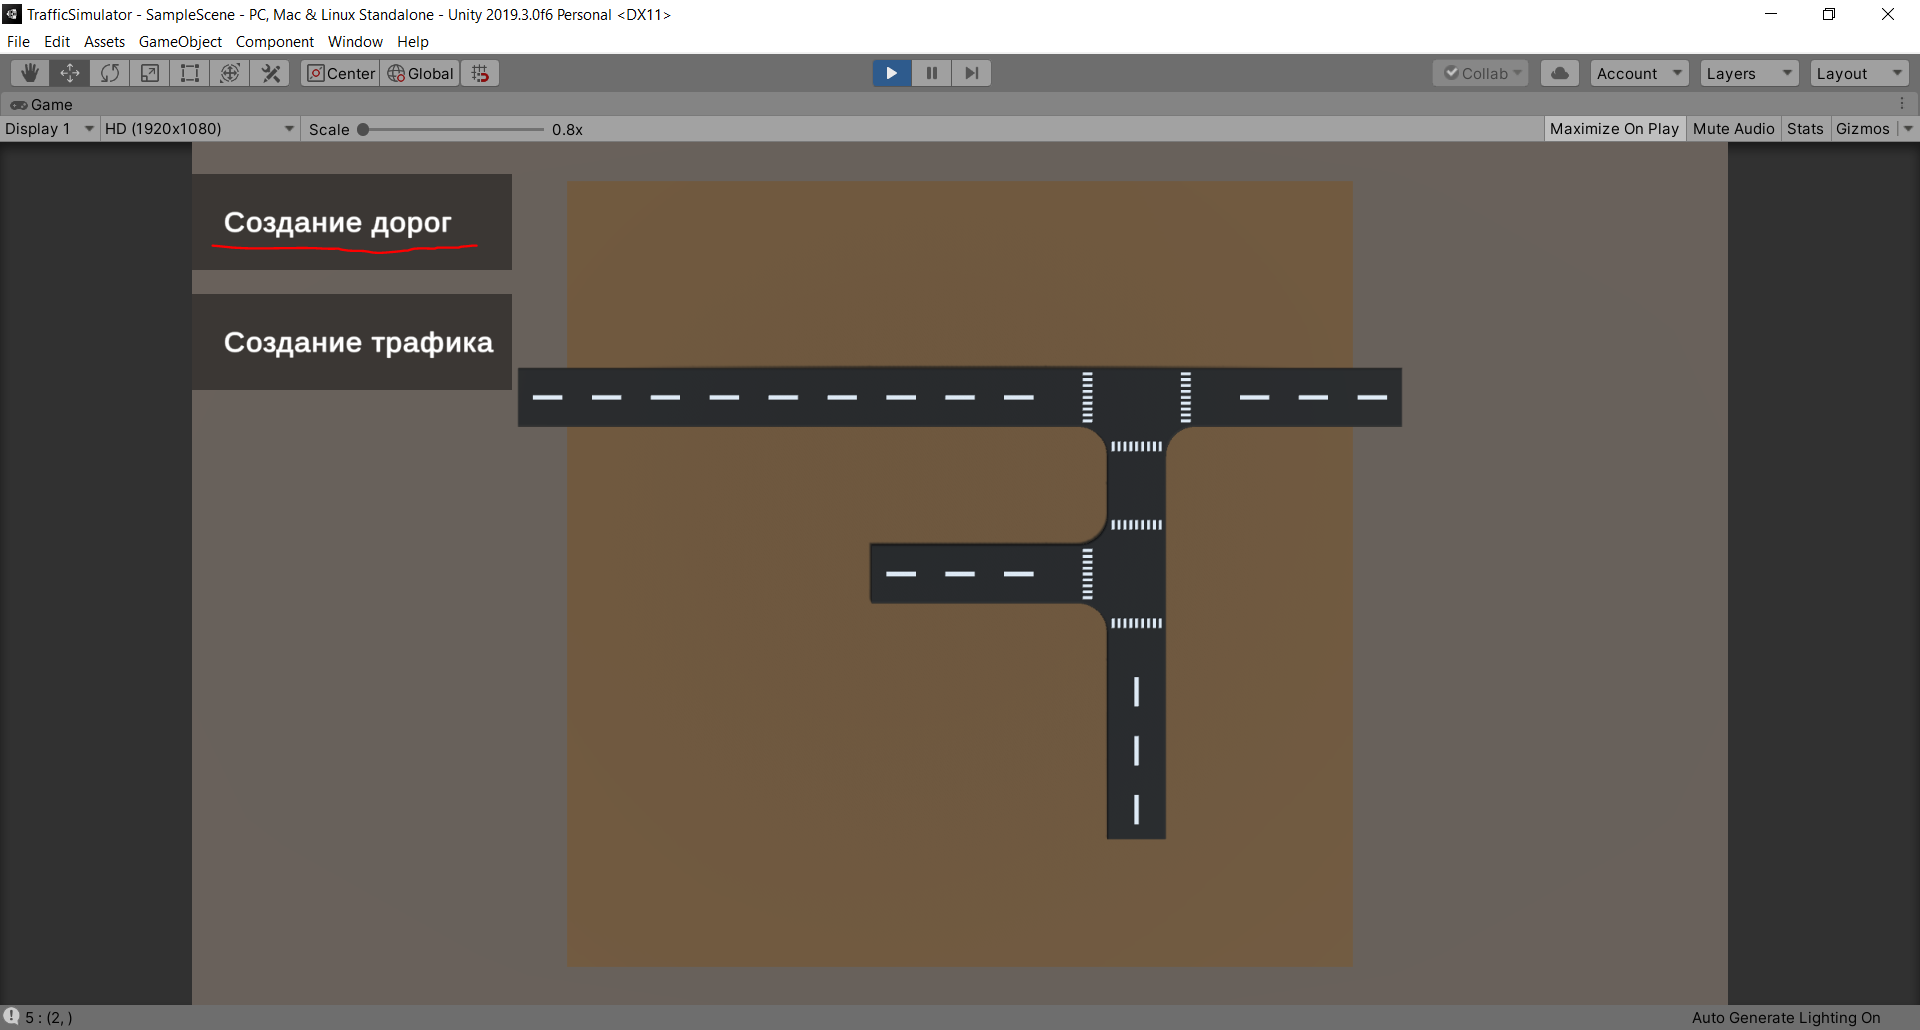 TrafficSimulator - SampleScene - PC, Mac & Linux Standalone - Unity 2019.3.0f6 Personal <DX11>
File Edit Assets GameObject Component Window Help
Center Global Collab Account Layers Layout
Game
Display 1 HD (1920x1080) Scale 0.8x Maximize On Play Mute Audio Stats Gizmos
Создание дорог
Создание трафика
5 : (2, ) Auto Generate Lighting On